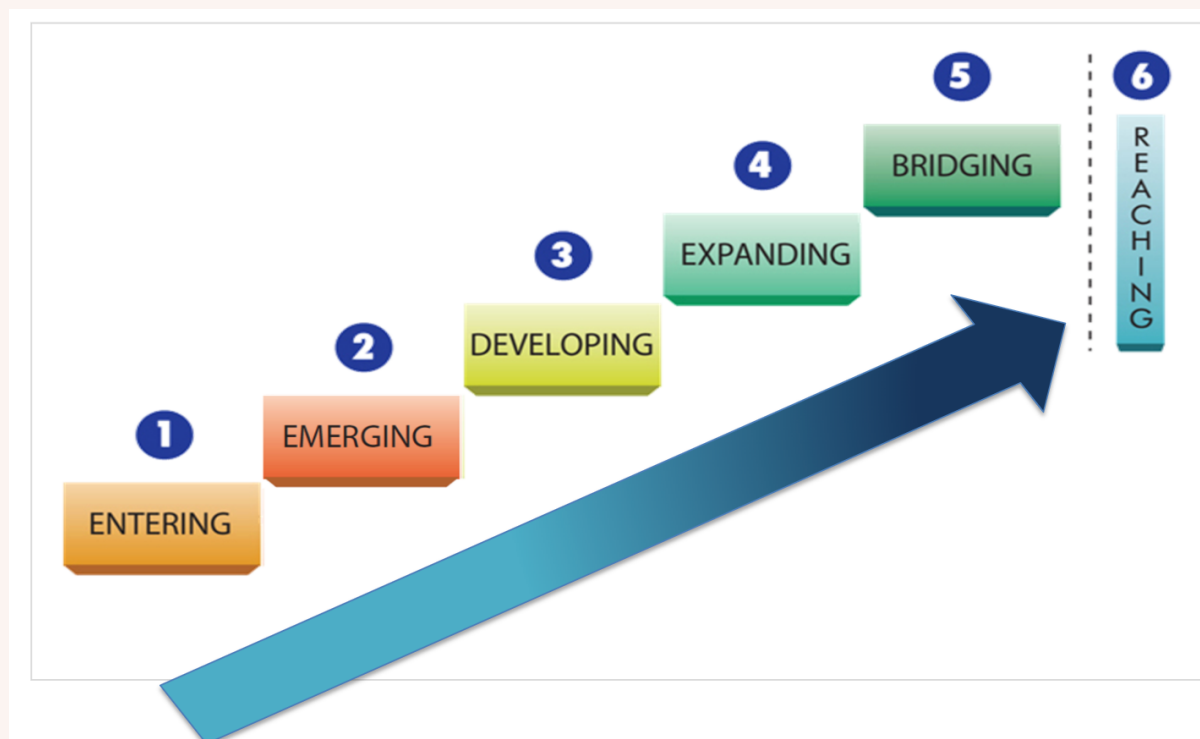 1
ENTERING
2
EMERGING
3
DEVELOPING
4
EXPANDING
5
BRIDGING
6
REACHING